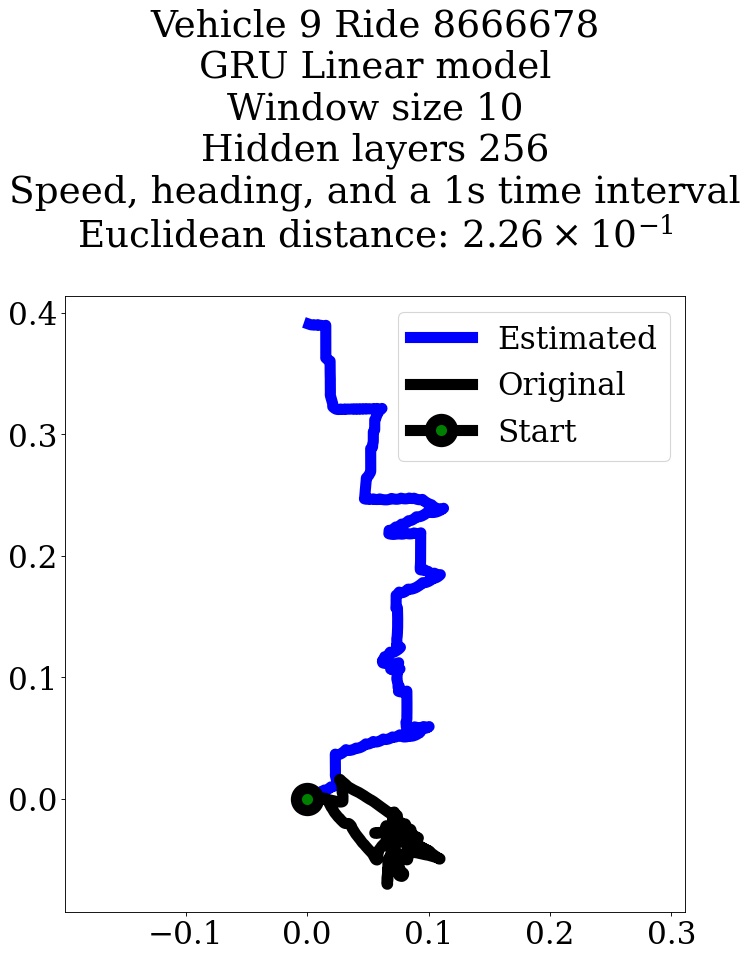 Vehicle 9 Ride 8666678
GRU Linear model
Window size 10
Hidden layers 256
Speed, heading, and a 1s time interval
Euclidean distance: 2.26 × 10⁻¹
0.4
Estimated
Original
Start
0.3
0.2
0.1
0.0
−0.1 0.0 0.1 0.2 0.3